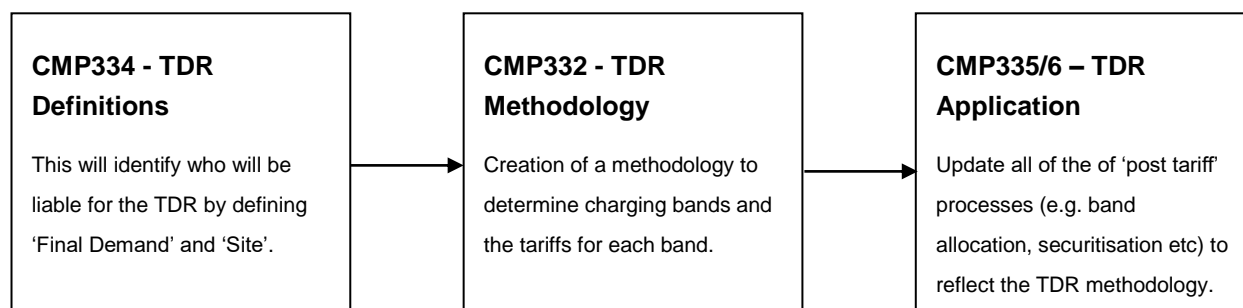 CMP334 - TDR
Definitions
This will identify who will be
liable for the TDR by defining
‘Final Demand’ and ‘Site’.
CMP332 - TDR
Methodology
Creation of a methodology to
determine charging bands and
the tariffs for each band.
CMP335/6 – TDR
Application
Update all of the of ‘post tariff’
processes (e.g. band
allocation, securitisation etc) to
reflect the TDR methodology.